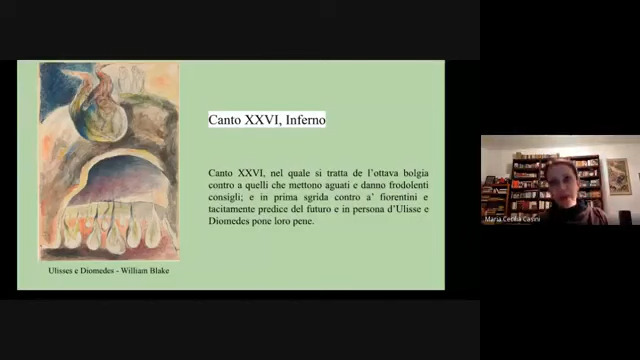 Canto XXVI, Inferno
Canto XXVI, nel quale si tratta de l'ottava bolgia
contro a quelli che mettono aguati e danno frodolenti
consigli; e in prima sgrida contro a' fiorentini e
tacitamente predice del futuro e in persona d'Ulisse e
Diomedes pone loro pene.
Ulisses e Diomedes - William Blake
Maria Cecilia Casini